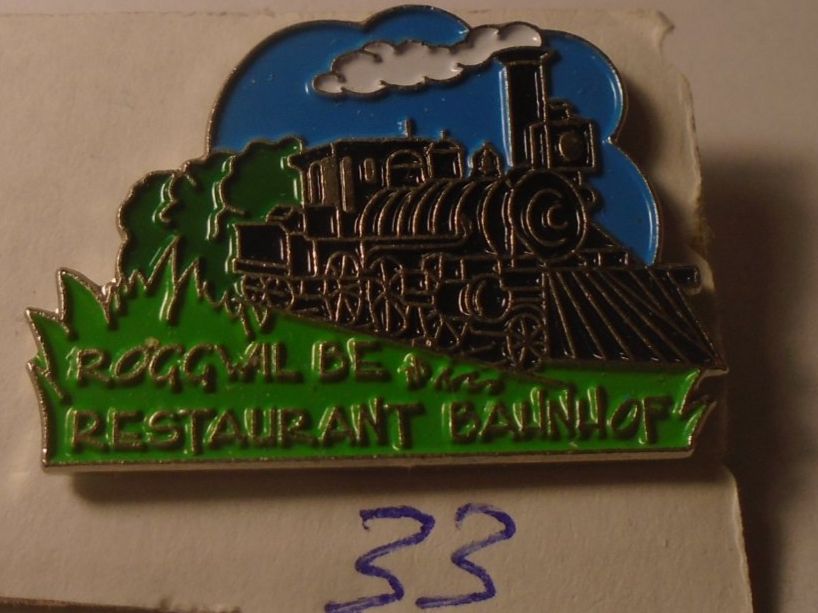 ROGGWIL BE
RESTAURANT BAHNHOF
33